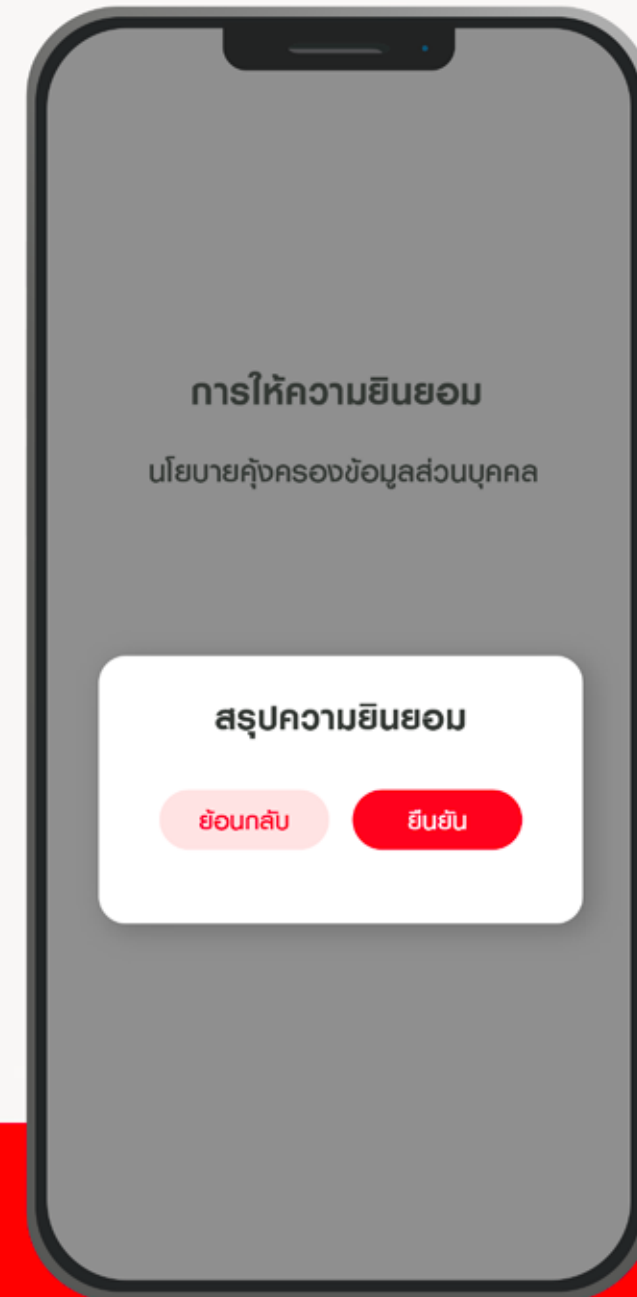 การให้ความยินยอม
นโยบายคุ้งครองข้อมูลส่วนบุคคล
สรุปความยินยอม
ย้อนกลับ ยืนยัน